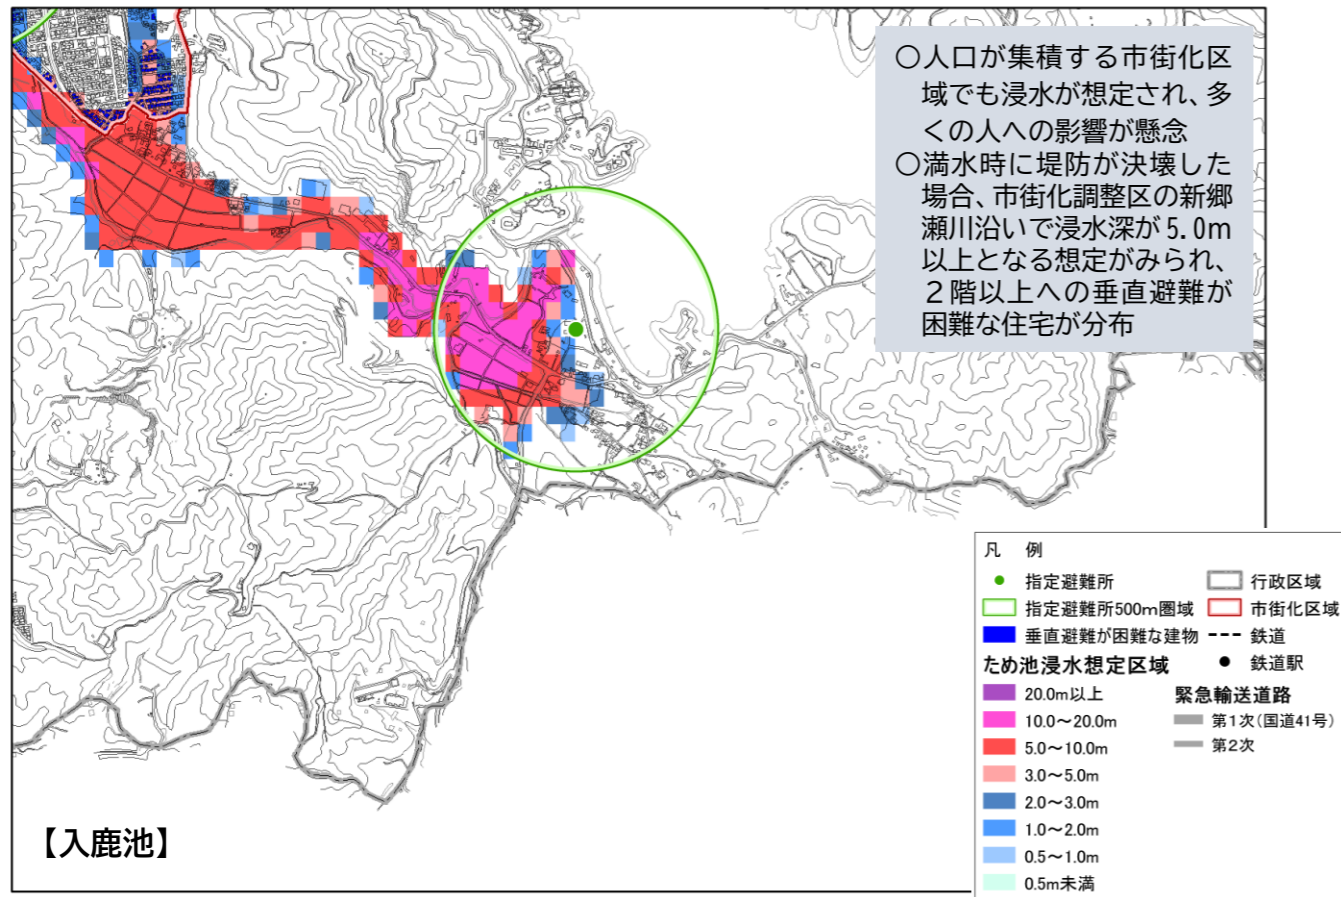 ○人口が集積する市街化区
域でも浸水が想定され、多
くの人への影響が懸念
○満水時に堤防が決壊した
場合、市街化調整区の新郷
瀬川沿いで浸水深が5.0m
以上となる想定がみられ、
２階以上への垂直避難が
困難な住宅が分布
凡　例
指定避難所
指定避難所500m圏域
垂直避難が困難な建物
ため池浸水想定区域
20.0m以上
10.0～20.0m
5.0～10.0m
3.0～5.0m
2.0～3.0m
1.0～2.0m
0.5～1.0m
0.5m未満
行政区域
市街化区域
鉄道
鉄道駅
緊急輸送道路
第１次(国道41号)
第２次
【入鹿池】